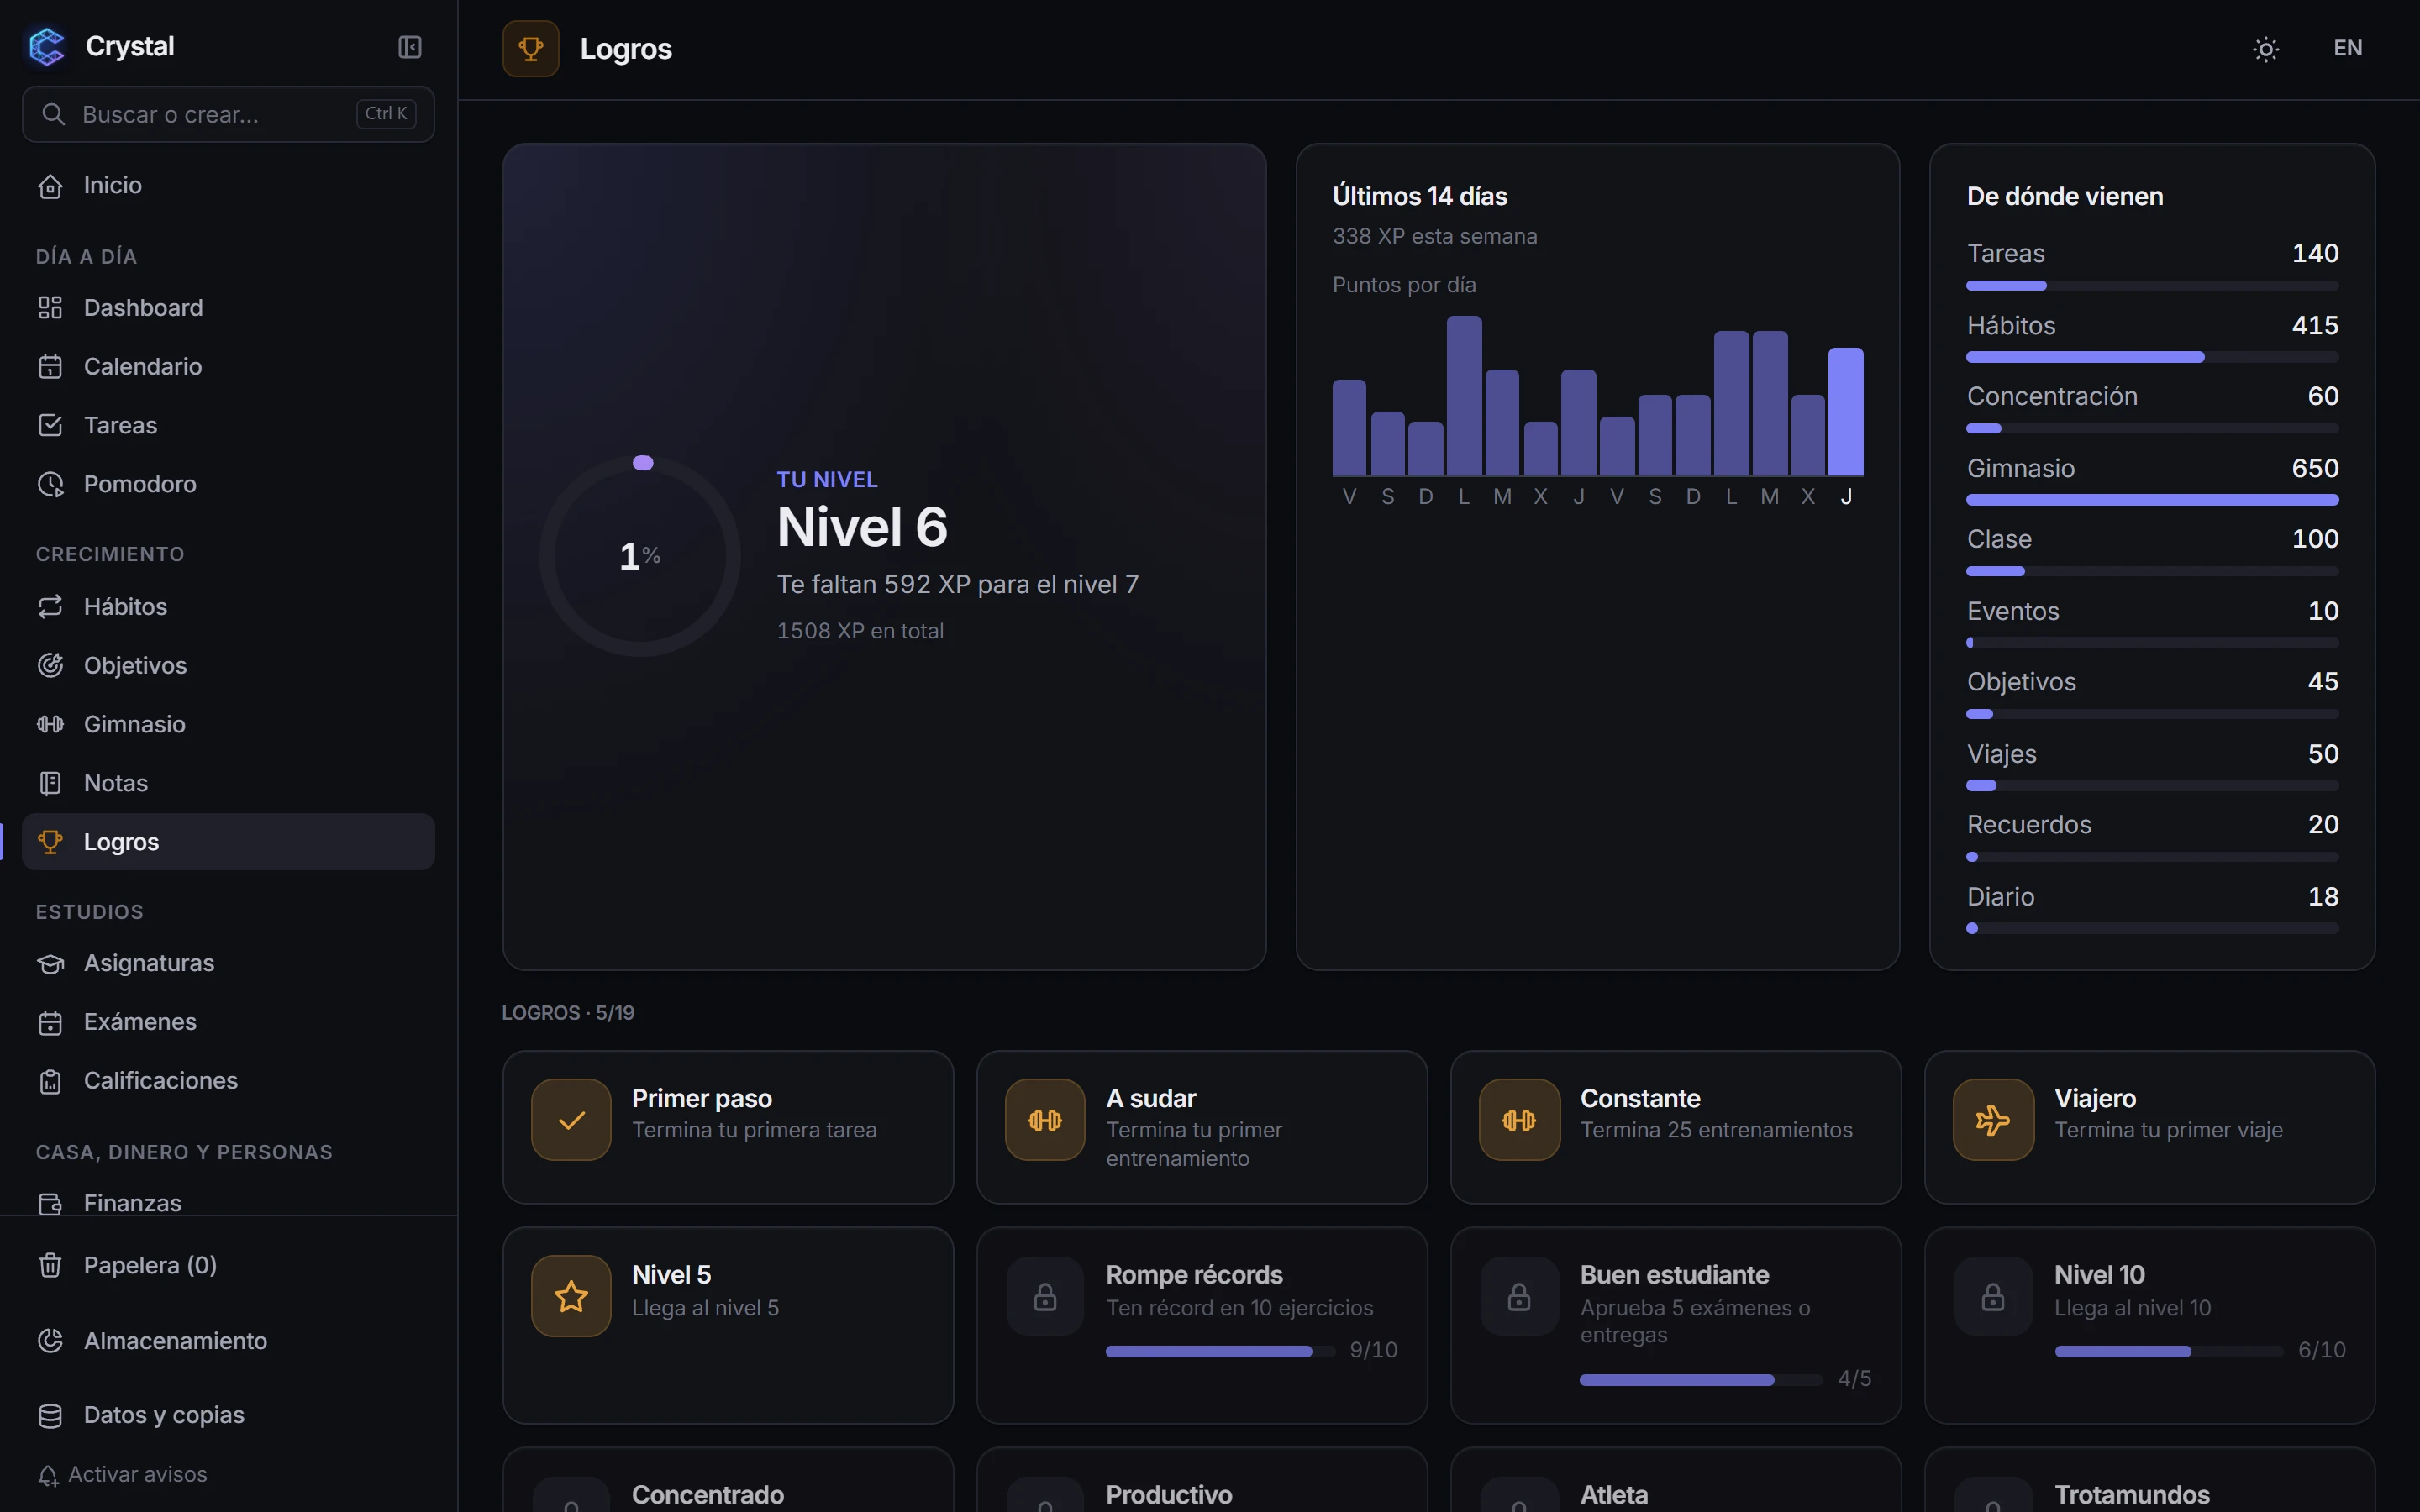 Crystal
Buscar o crear...
Ctrl K
Inicio
DÍA A DÍA
Dashboard
Calendario
Tareas
Pomodoro
CRECIMIENTO
Hábitos
Objetivos
Gimnasio
Notas
Logros
ESTUDIOS
Asignaturas
Exámenes
Calificaciones
CASA, DINERO Y PERSONAS
Finanzas
Papelera (0)
Almacenamiento
Datos y copias
Activar avisos
Logros
EN
TU NIVEL
Nivel 6
1%
Te faltan 592 XP para el nivel 7
1508 XP en total
Últimos 14 días
338 XP esta semana
Puntos por día
V S D L M X J V S D L M X J
De dónde vienen
Tareas 140
Hábitos 415
Concentración 60
Gimnasio 650
Clase 100
Eventos 10
Objetivos 45
Viajes 50
Recuerdos 20
Diario 18
LOGROS · 5/19
Primer paso
Termina tu primera tarea
A sudar
Termina tu primer
entrenamiento
Constante
Termina 25 entrenamientos
Viajero
Termina tu primer viaje
Nivel 5
Llega al nivel 5
Rompe récords
Ten récord en 10 ejercicios
9/10
Buen estudiante
Aprueba 5 exámenes o
entregas
4/5
Nivel 10
Llega al nivel 10
6/10
Concentrado
Productivo
Atleta
Trotamundos